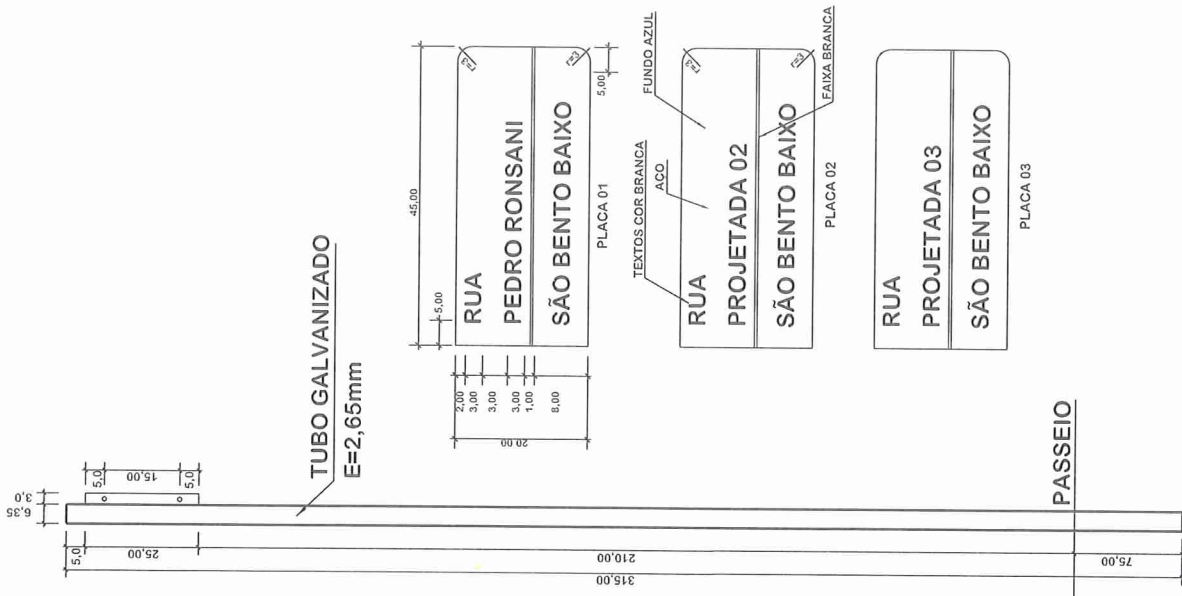 6,35
3,0
5,0
15,00
5,0
5,0
25,00
210,00
75,00
315,00
TUBO GALVANIZADO
E=2,65mm
PASSEIO
45,00
5,00
2,00
3,00
3,00
3,00
1,00
8,00
20,00
r=3
r=3
5,00
RUA
PEDRO RONSANI
SÃO BENTO BAIXO
PLACA 01
TEXTOS COR BRANCA
AÇO
FUNDO AZUL
r=3
r=3
FAIXA BRANCA
RUA
PROJETADA 02
SÃO BENTO BAIXO
PLACA 02
RUA
PROJETADA 03
SÃO BENTO BAIXO
PLACA 03